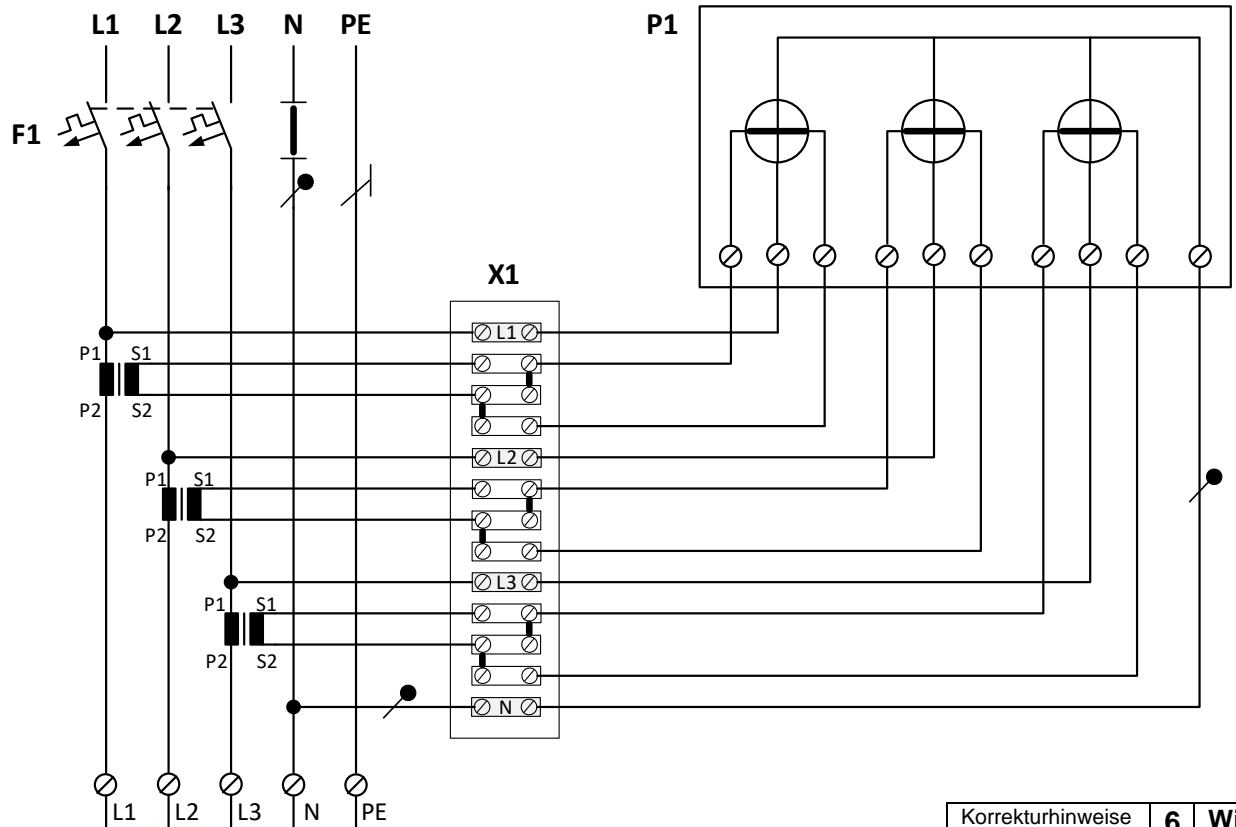 L1 L2 L3 N PE P1
F1
X1
L1
P1 S1
P2 S2
L2
P1 S1
P2 S2
L3
P1 S1
P2 S2
N
L1 L2 L3 N PE
Korrekturhinweise 6 Wi